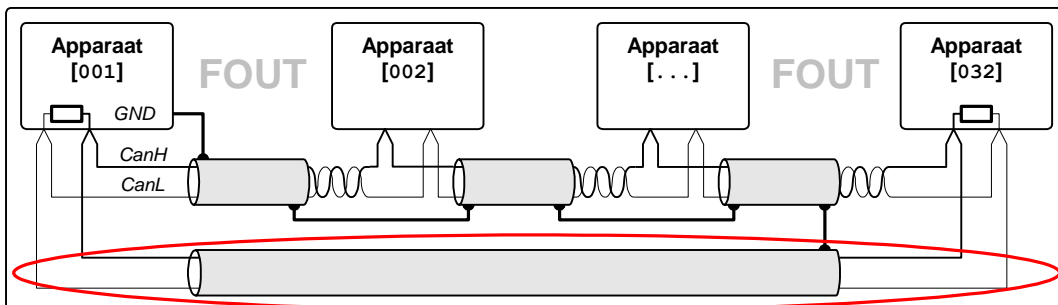 Apparaat
[001]
FOUT
Apparaat
[002]
Apparaat
[...]
FOUT
Apparaat
[032]
GND
CanH
CanL